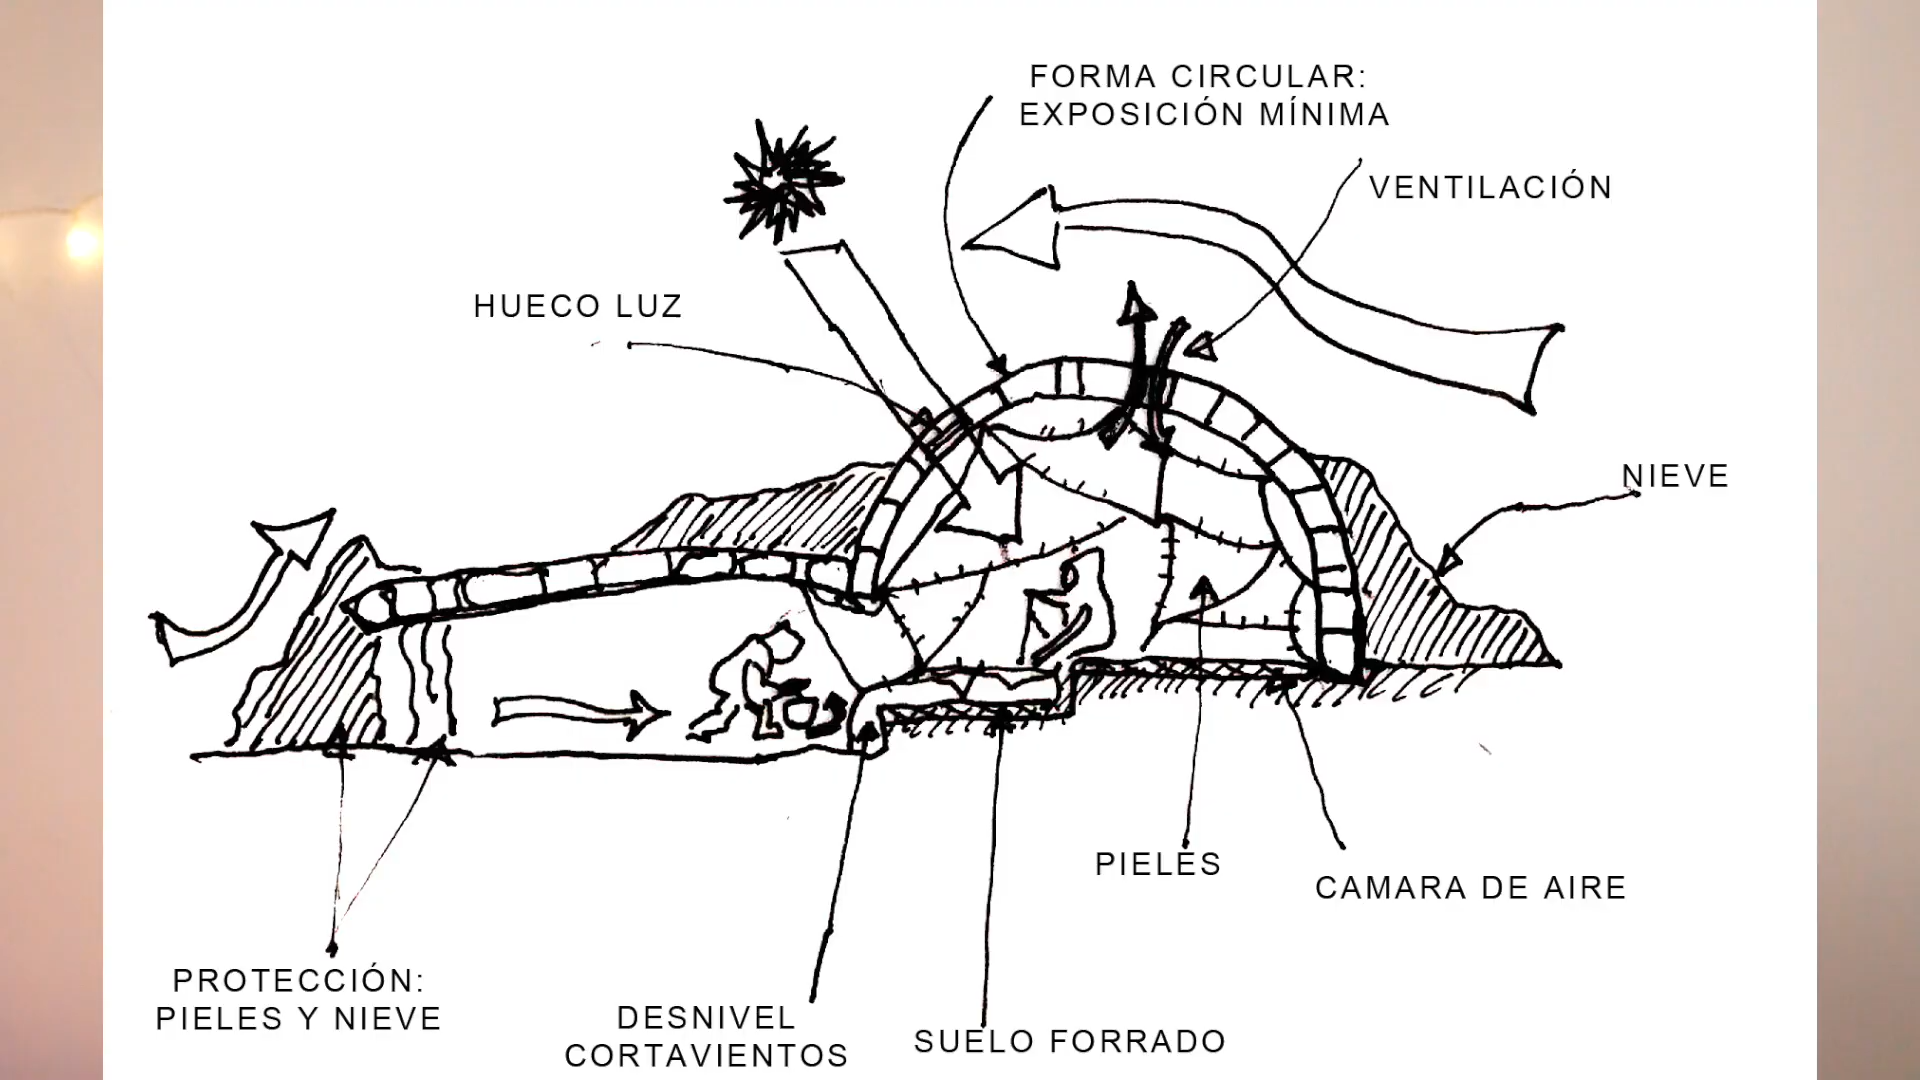 FORMA CIRCULAR:
EXPOSICIÓN MÍNIMA
VENTILACIÓN
HUECO LUZ
NIEVE
PIELES
CAMARA DE AIRE
PROTECCIÓN:
PIELES Y NIEVE
DESNIVEL
CORTAVIENTOS
SUELO FORRADO